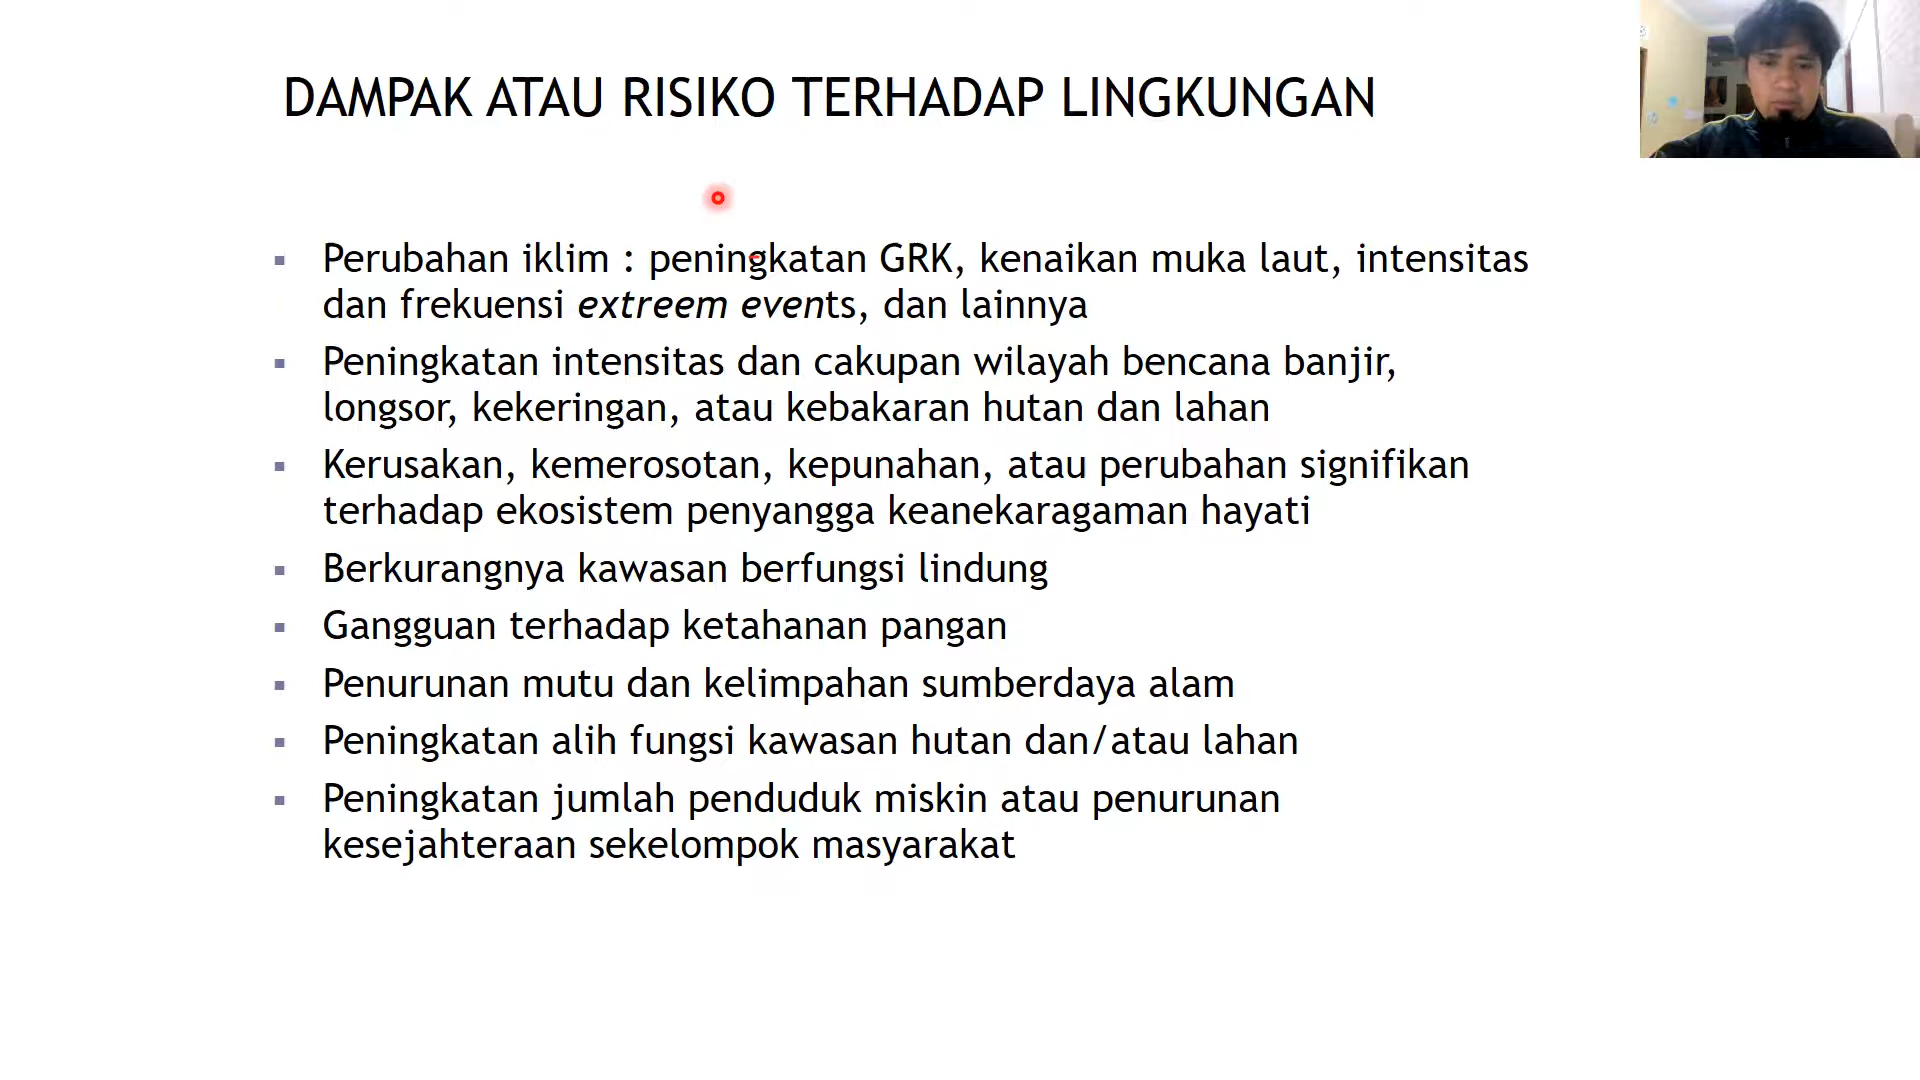 DAMPAK ATAU RISIKO TERHADAP LINGKUNGAN
▪ Perubahan iklim : peningkatan GRK, kenaikan muka laut, intensitas
dan frekuensi extreem events, dan lainnya
▪ Peningkatan intensitas dan cakupan wilayah bencana banjir,
longsor, kekeringan, atau kebakaran hutan dan lahan
▪ Kerusakan, kemerosotan, kepunahan, atau perubahan signifikan
terhadap ekosistem penyangga keanekaragaman hayati
▪ Berkurangnya kawasan berfungsi lindung
▪ Gangguan terhadap ketahanan pangan
▪ Penurunan mutu dan kelimpahan sumberdaya alam
▪ Peningkatan alih fungsi kawasan hutan dan/atau lahan
▪ Peningkatan jumlah penduduk miskin atau penurunan
kesejahteraan sekelompok masyarakat